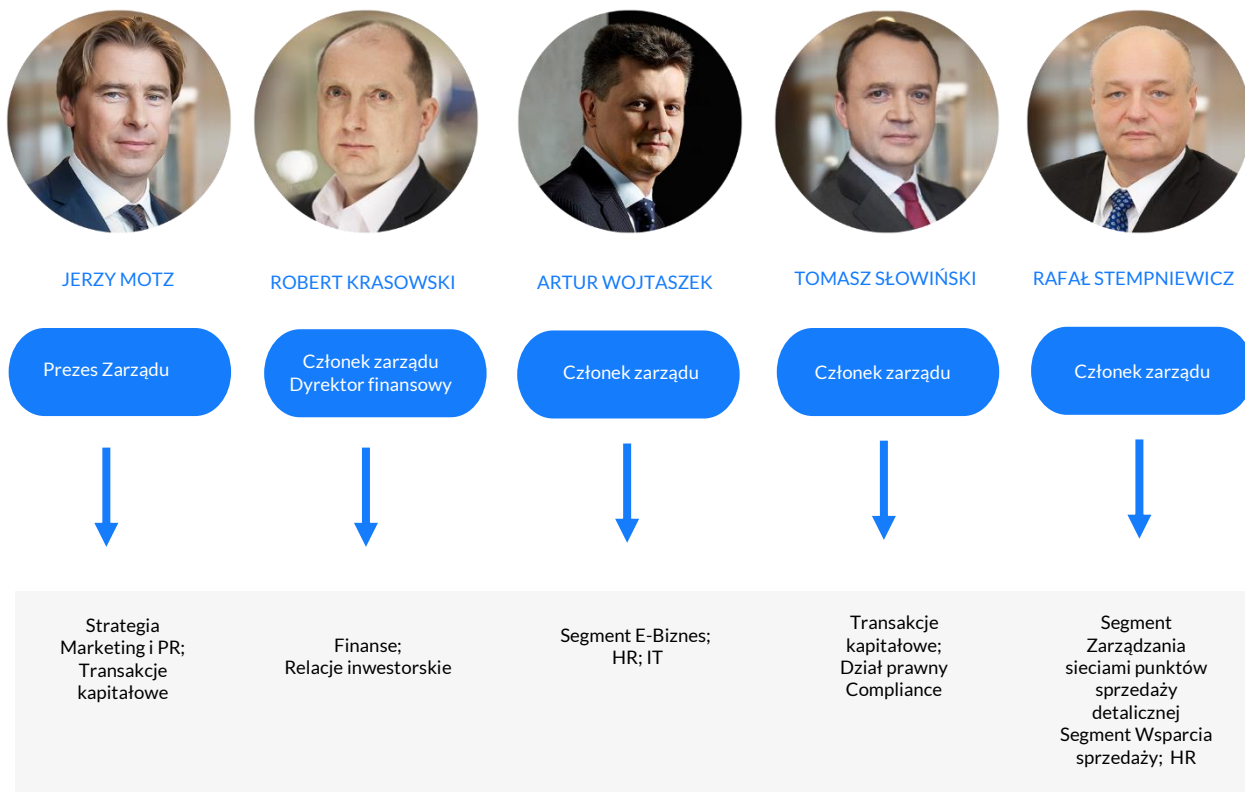 JERZY MOTZ
ROBERT KRASOWSKI
ARTUR WOJTASZEK
TOMASZ SŁOWIŃSKI
RAFAŁ STEMPNIEWICZ
Prezes Zarządu
Członek zarządu
Dyrektor finansowy
Członek zarządu
Członek zarządu
Członek zarządu
Strategia
Marketing i PR;
Transakcje
kapitałowe
Finanse;
Relacje inwestorskie
Segment E-Biznes;
HR; IT
Transakcje
kapitałowe;
Dział prawny
Compliance
Segment
Zarządzania
sieciami punktów
sprzedaży
detalicznej
Segment Wsparcia
sprzedaży; HR